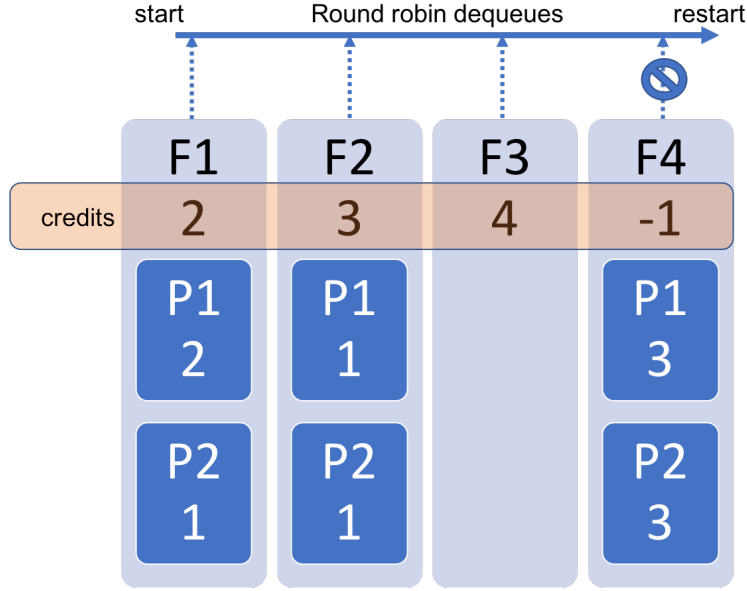 start Round robin dequeues restart
F1 F2 F3 F4
credits 2 3 4 -1
P1 P1 P1
2 1 3
P2 P2 P2
1 1 3